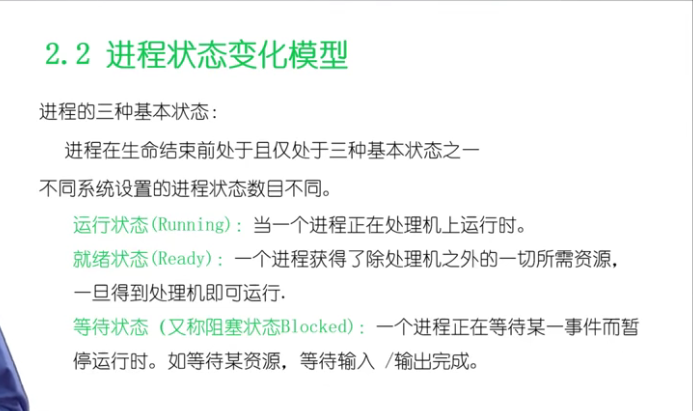 2.2 进程状态变化模型
进程的三种基本状态:
进程在生命结束前处于且仅处于三种基本状态之一
不同系统设置的进程状态数目不同。
运行状态(Running): 当一个进程正在处理机上运行时。
就绪状态(Ready): 一个进程获得了除处理机之外的一切所需资源,
一旦得到处理机即可运行.
等待状态 (又称阻塞状态Blocked): 一个进程正在等待某一事件而暂
停运行时。如等待某资源, 等待输入 /输出完成。